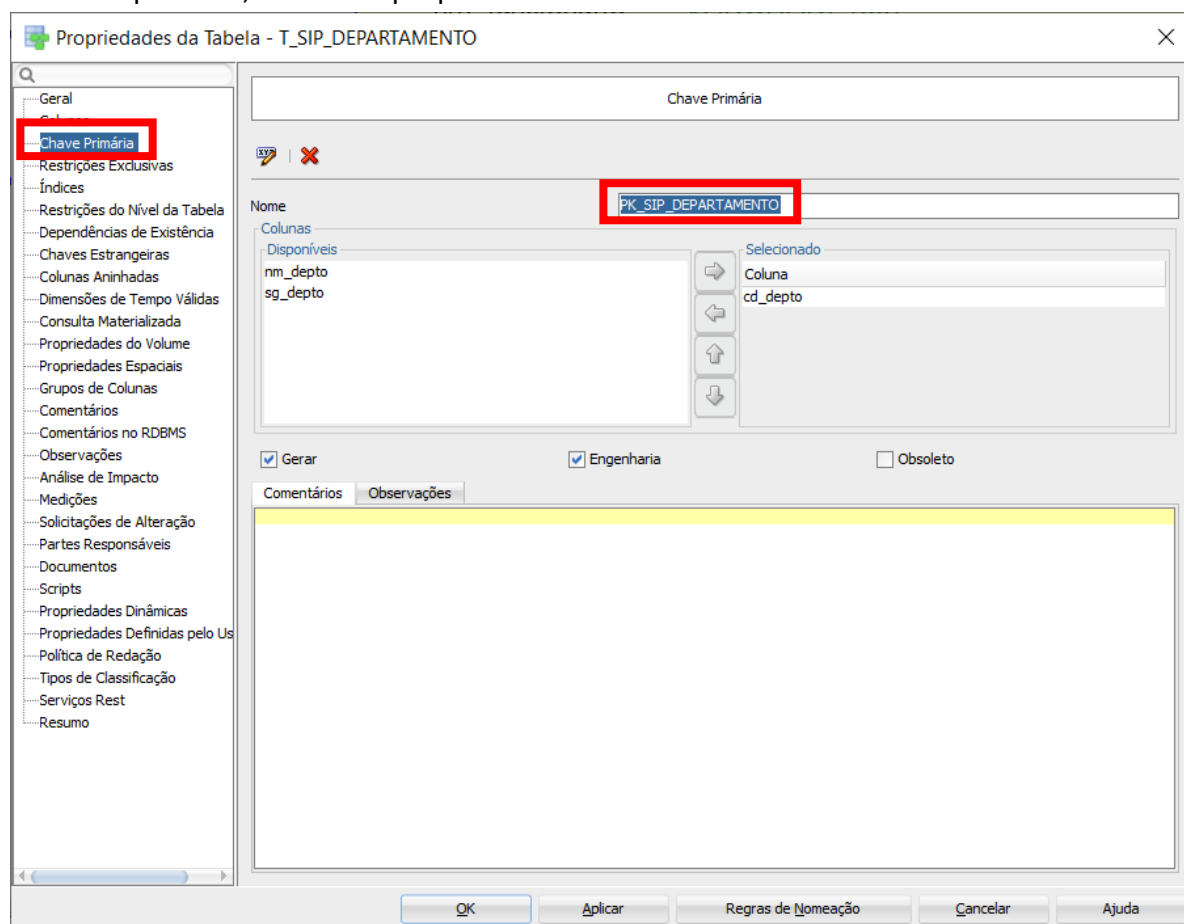 Propriedades da Tabela - T_SIP_DEPARTAMENTO
Geral
Chave Primária
Restrições Exclusivas
Índices
Restrições do Nível da Tabela
Dependências de Existência
Chaves Estrangeiras
Colunas Aninhadas
Dimensões de Tempo Válidas
Consulta Materializada
Propriedades do Volume
Propriedades Espaciais
Grupos de Colunas
Comentários
Comentários no RDBMS
Observações
Análise de Impacto
Medições
Solicitações de Alteração
Partes Responsáveis
Documentos
Scripts
Propriedades Dinâmicas
Propriedades Definidas pelo Us
Política de Redação
Tipos de Classificação
Serviços Rest
Resumo
Chave Primária
Nome
PK_SIP_DEPARTAMENTO
Colunas
Disponíveis
nm_depto
sg_depto
Selecionado
Coluna
cd_depto
Gerar
Engenharia
Obsoleto
Comentários
Observações
OK
Aplicar
Regras de Nomeação
Cancelar
Ajuda